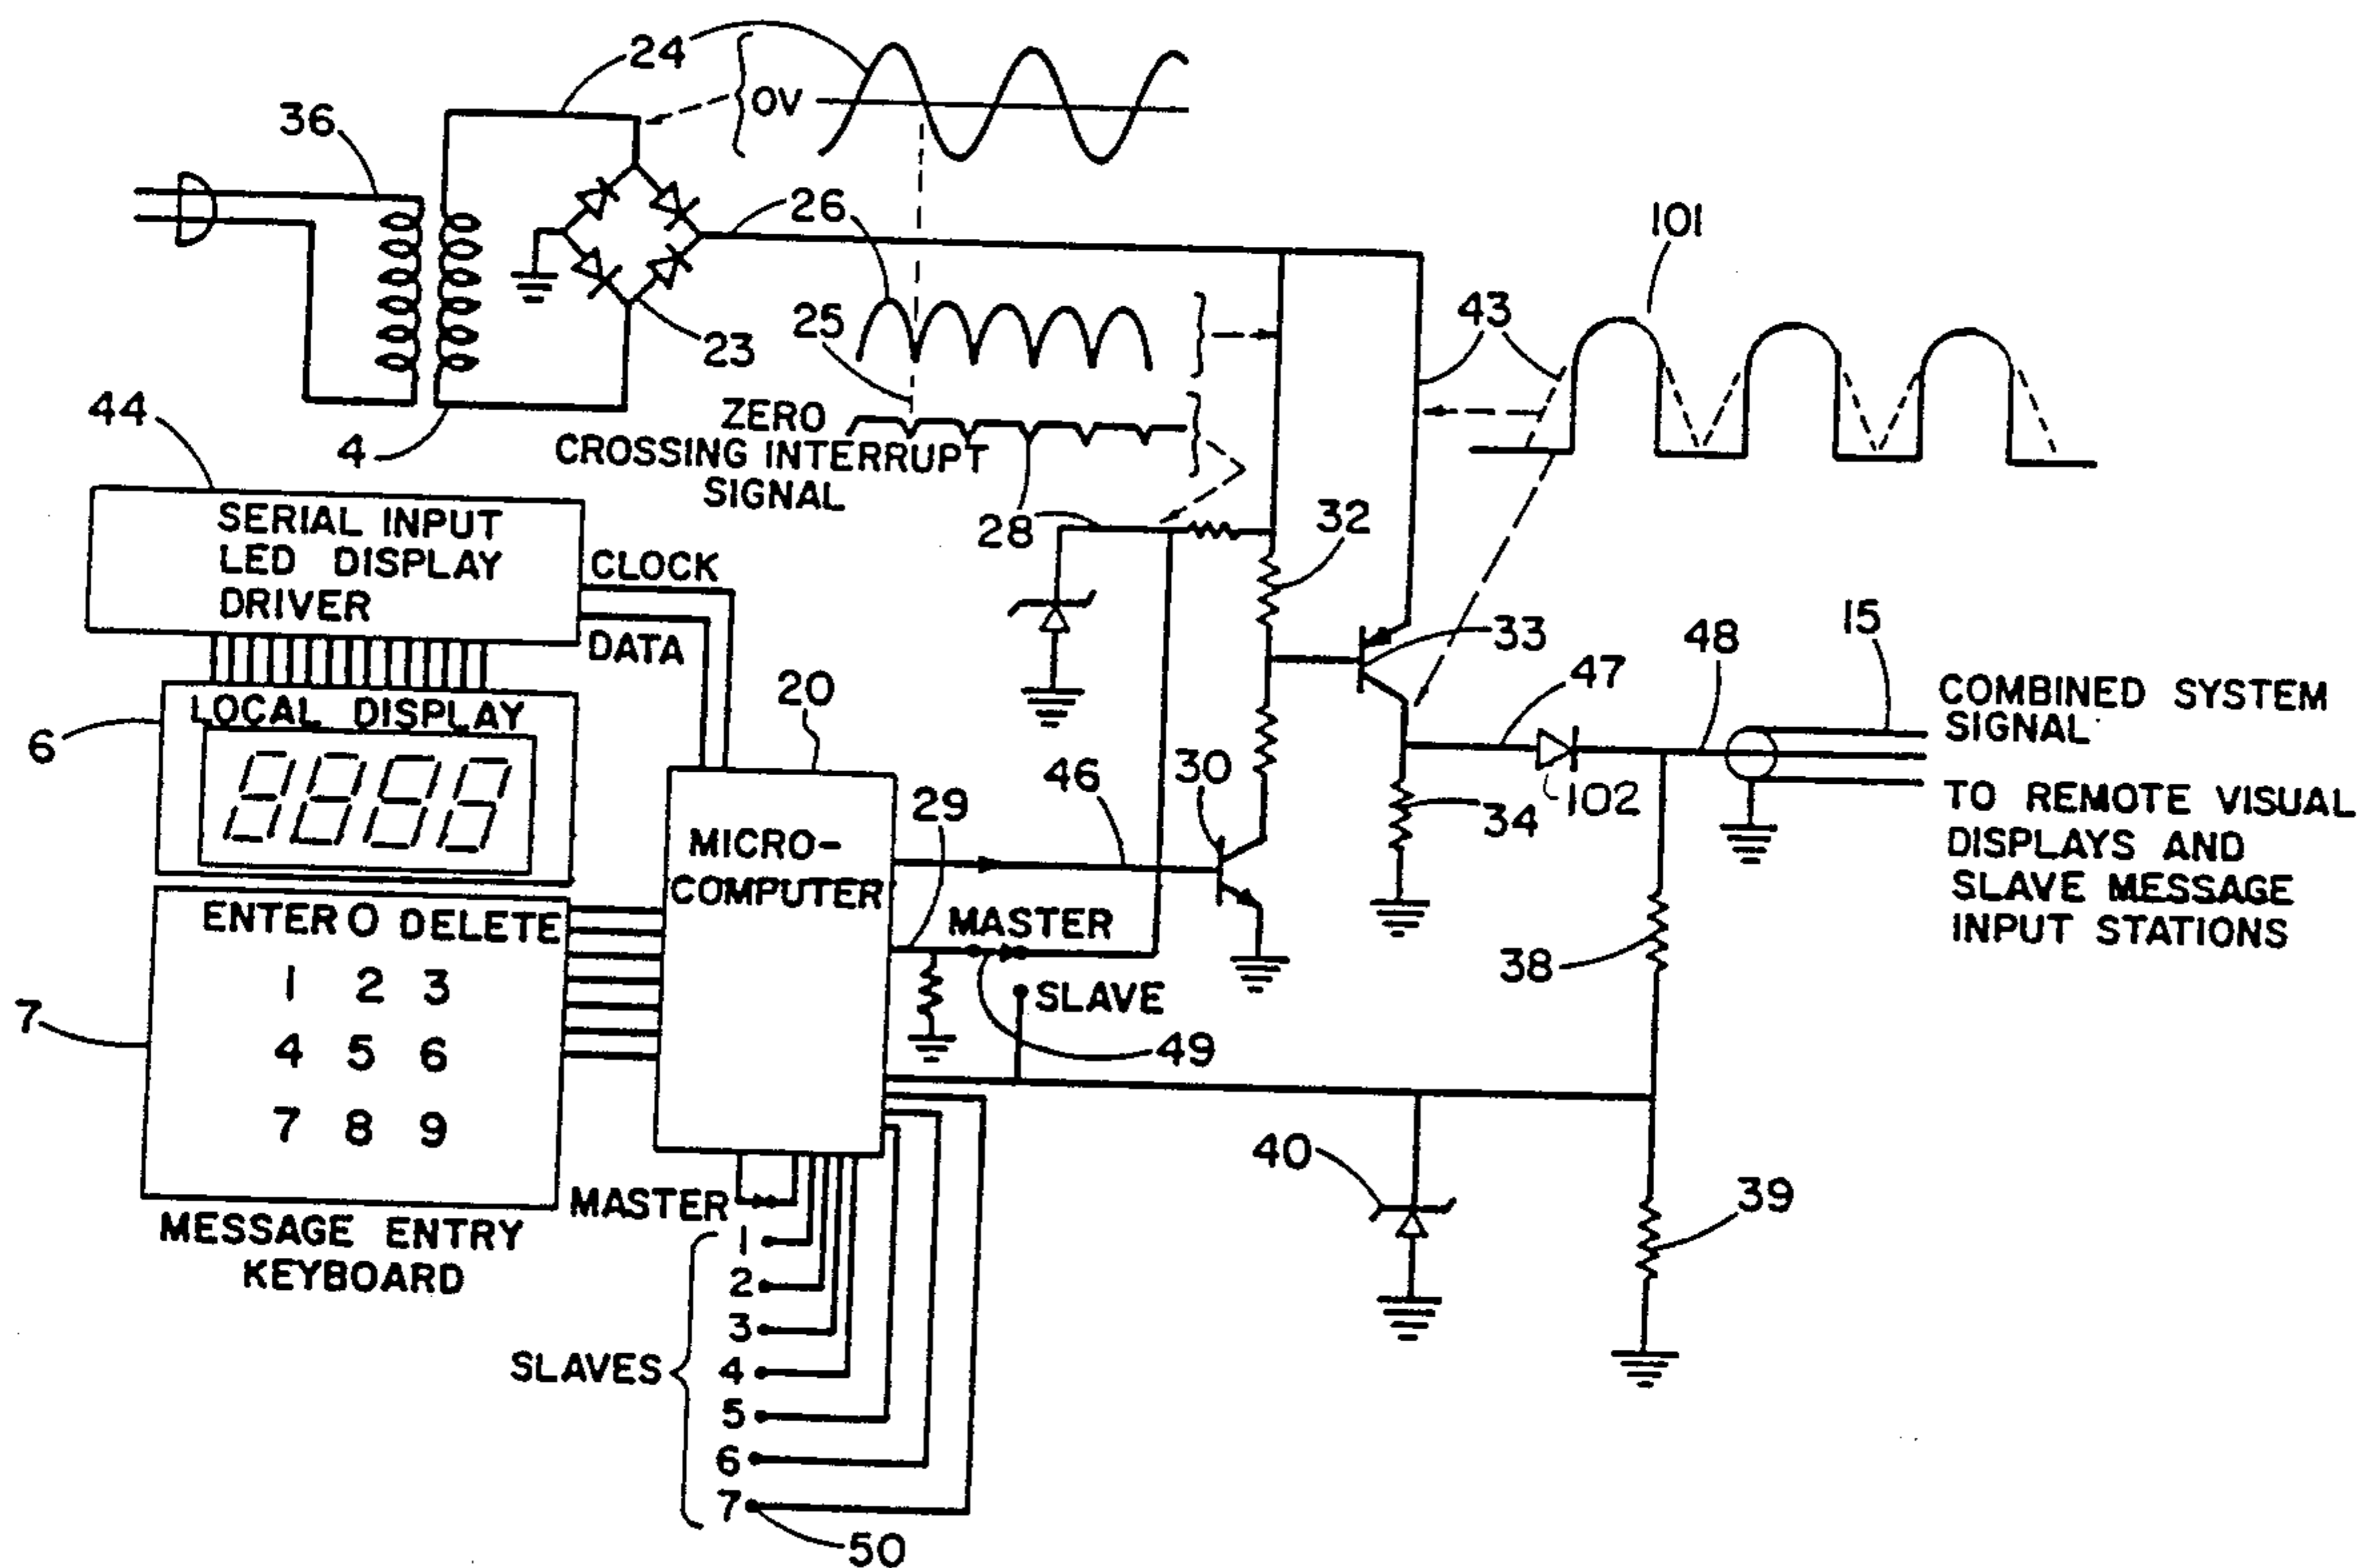 24
OV
36
26
101
25
43
23
44
ZERO
CROSSING INTERRUPT
SIGNAL
4
28
32
SERIAL INPUT
LED DISPLAY
DRIVER
CLOCK
DATA
33
48
15
47
20
COMBINED SYSTEM
SIGNAL
LOCAL DISPLAY
6
8888
46
30
29
102
34
TO REMOTE VISUAL
DISPLAYS AND
SLAVE MESSAGE
INPUT STATIONS
MICRO-
COMPUTER
ENTER 0 DELETE
1 2 3
4 5 6
7 8 9
7
MASTER
SLAVE
38
49
40
39
MESSAGE ENTRY
KEYBOARD
MASTER
SLAVES
1
2
3
4
5
6
7
50